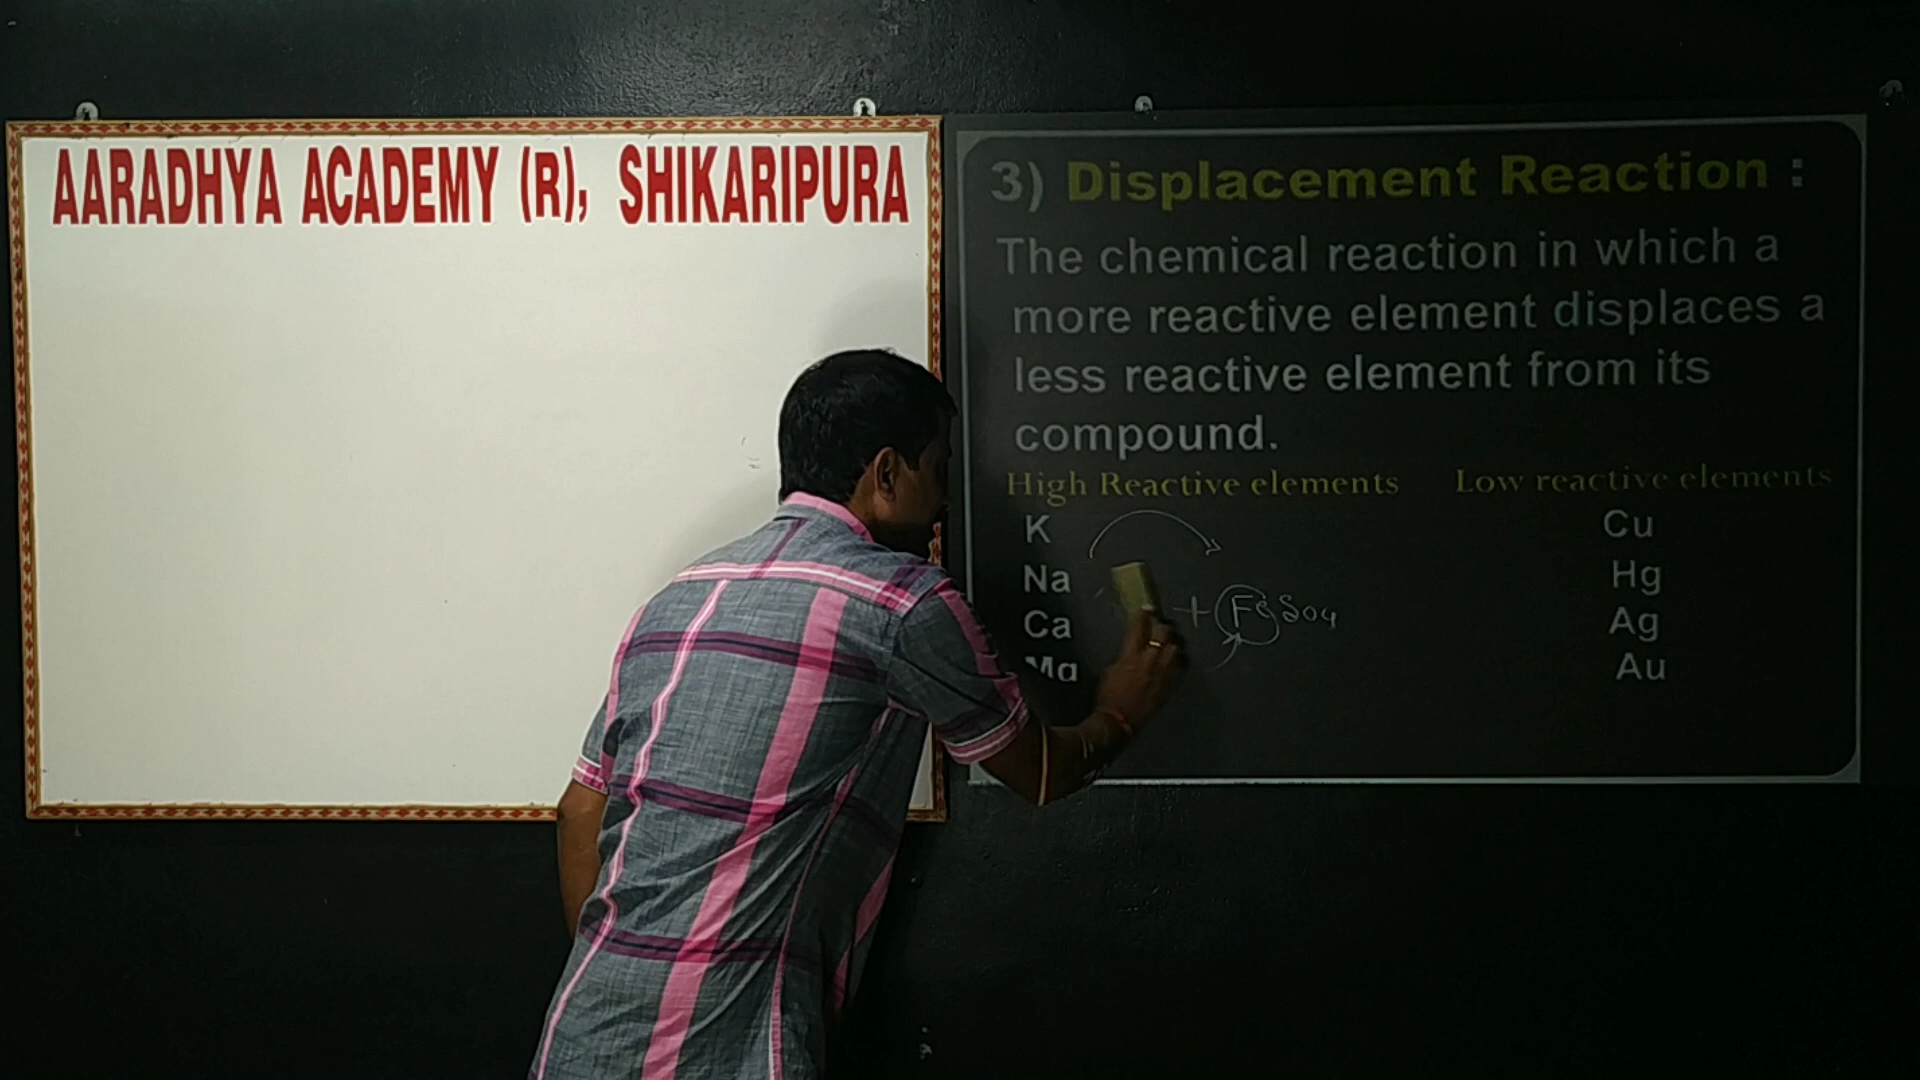 AARADHYA ACADEMY (R), SHIKARIPURA
3) Displacement Reaction :
The chemical reaction in which a
more reactive element displaces a
less reactive element from its
compound.
High Reactive elements Low reactive elements
K Cu
Na Hg
Ca + FeSO4 Ag
Mg Au